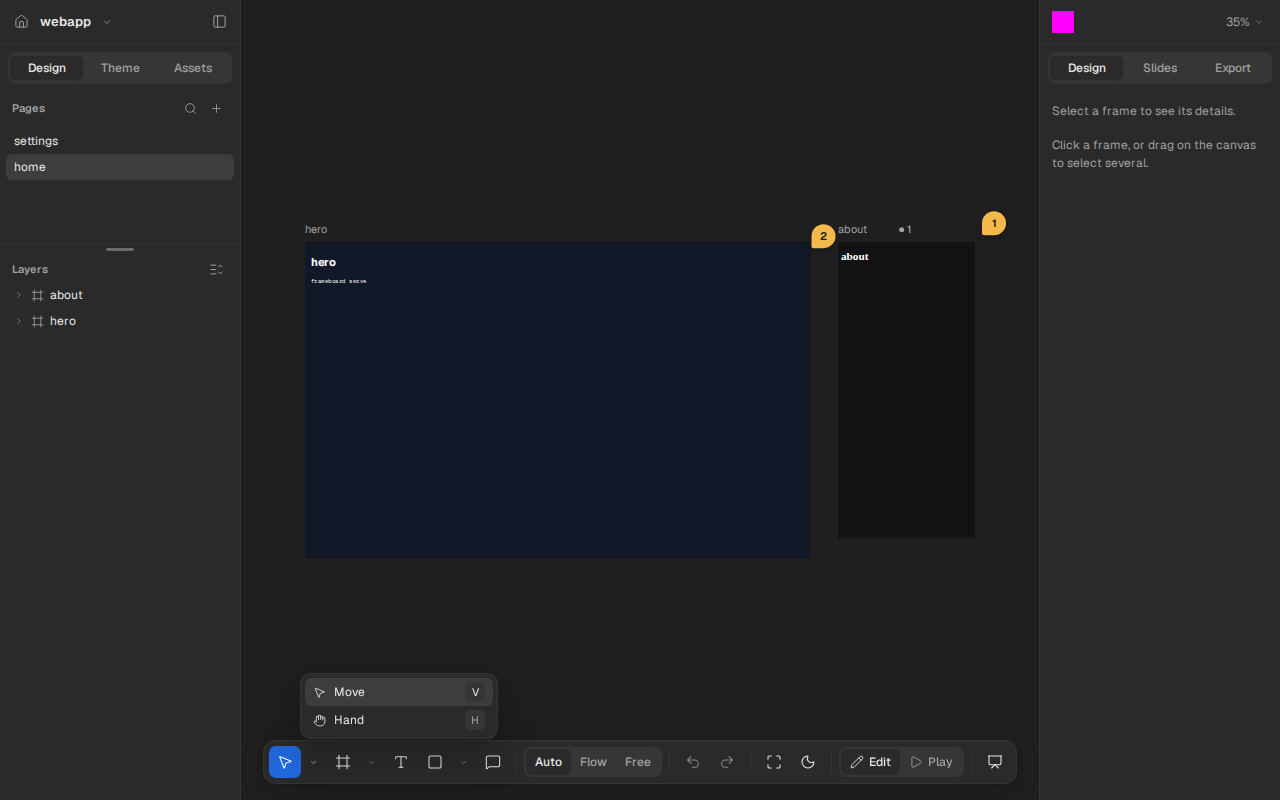 webapp
Design Theme Assets
Pages
settings
home
Layers
about
hero
hero
2
about 1
1
hero
frameboard serve
about
Move V
Hand H
Auto Flow Free Edit Play
35%
Design Slides Export
Select a frame to see its details.
Click a frame, or drag on the canvas
to select several.